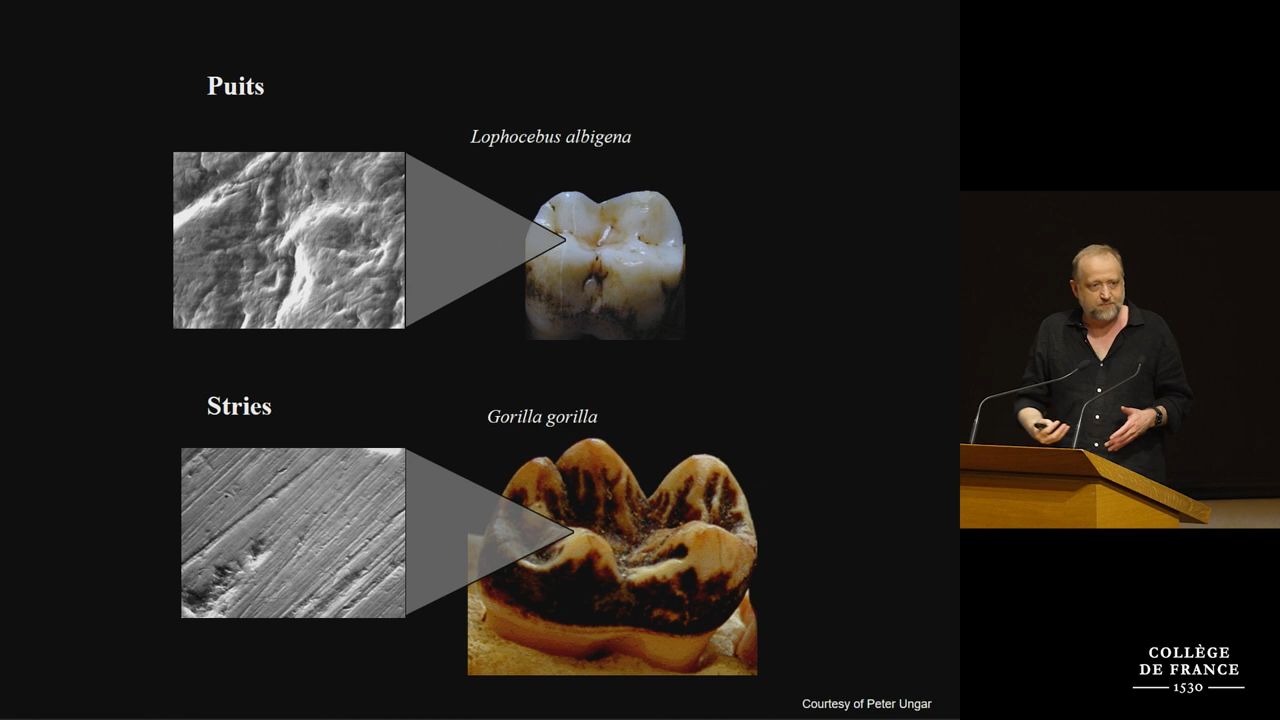 Puits
Lophocebus albigena
Stries
Gorilla gorilla
Courtesy of Peter Ungar
COLLÈGE
DE FRANCE
1530